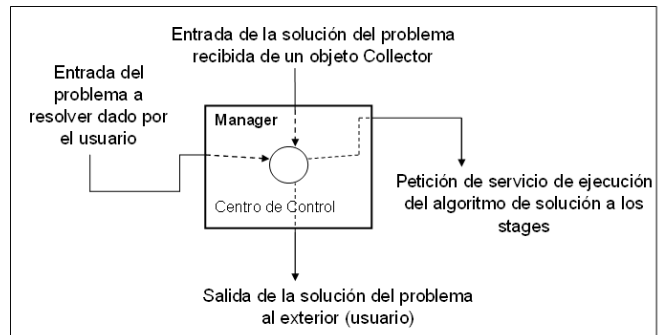 Entrada de la solución del problema
recibida de un objeto Collector
Entrada del
problema a
resolver dado por
el usuario
Manager
Centro de Control
Petición de servicio de ejecución
del algoritmo de solución a los
stages
Salida de la solución del problema
al exterior (usuario)